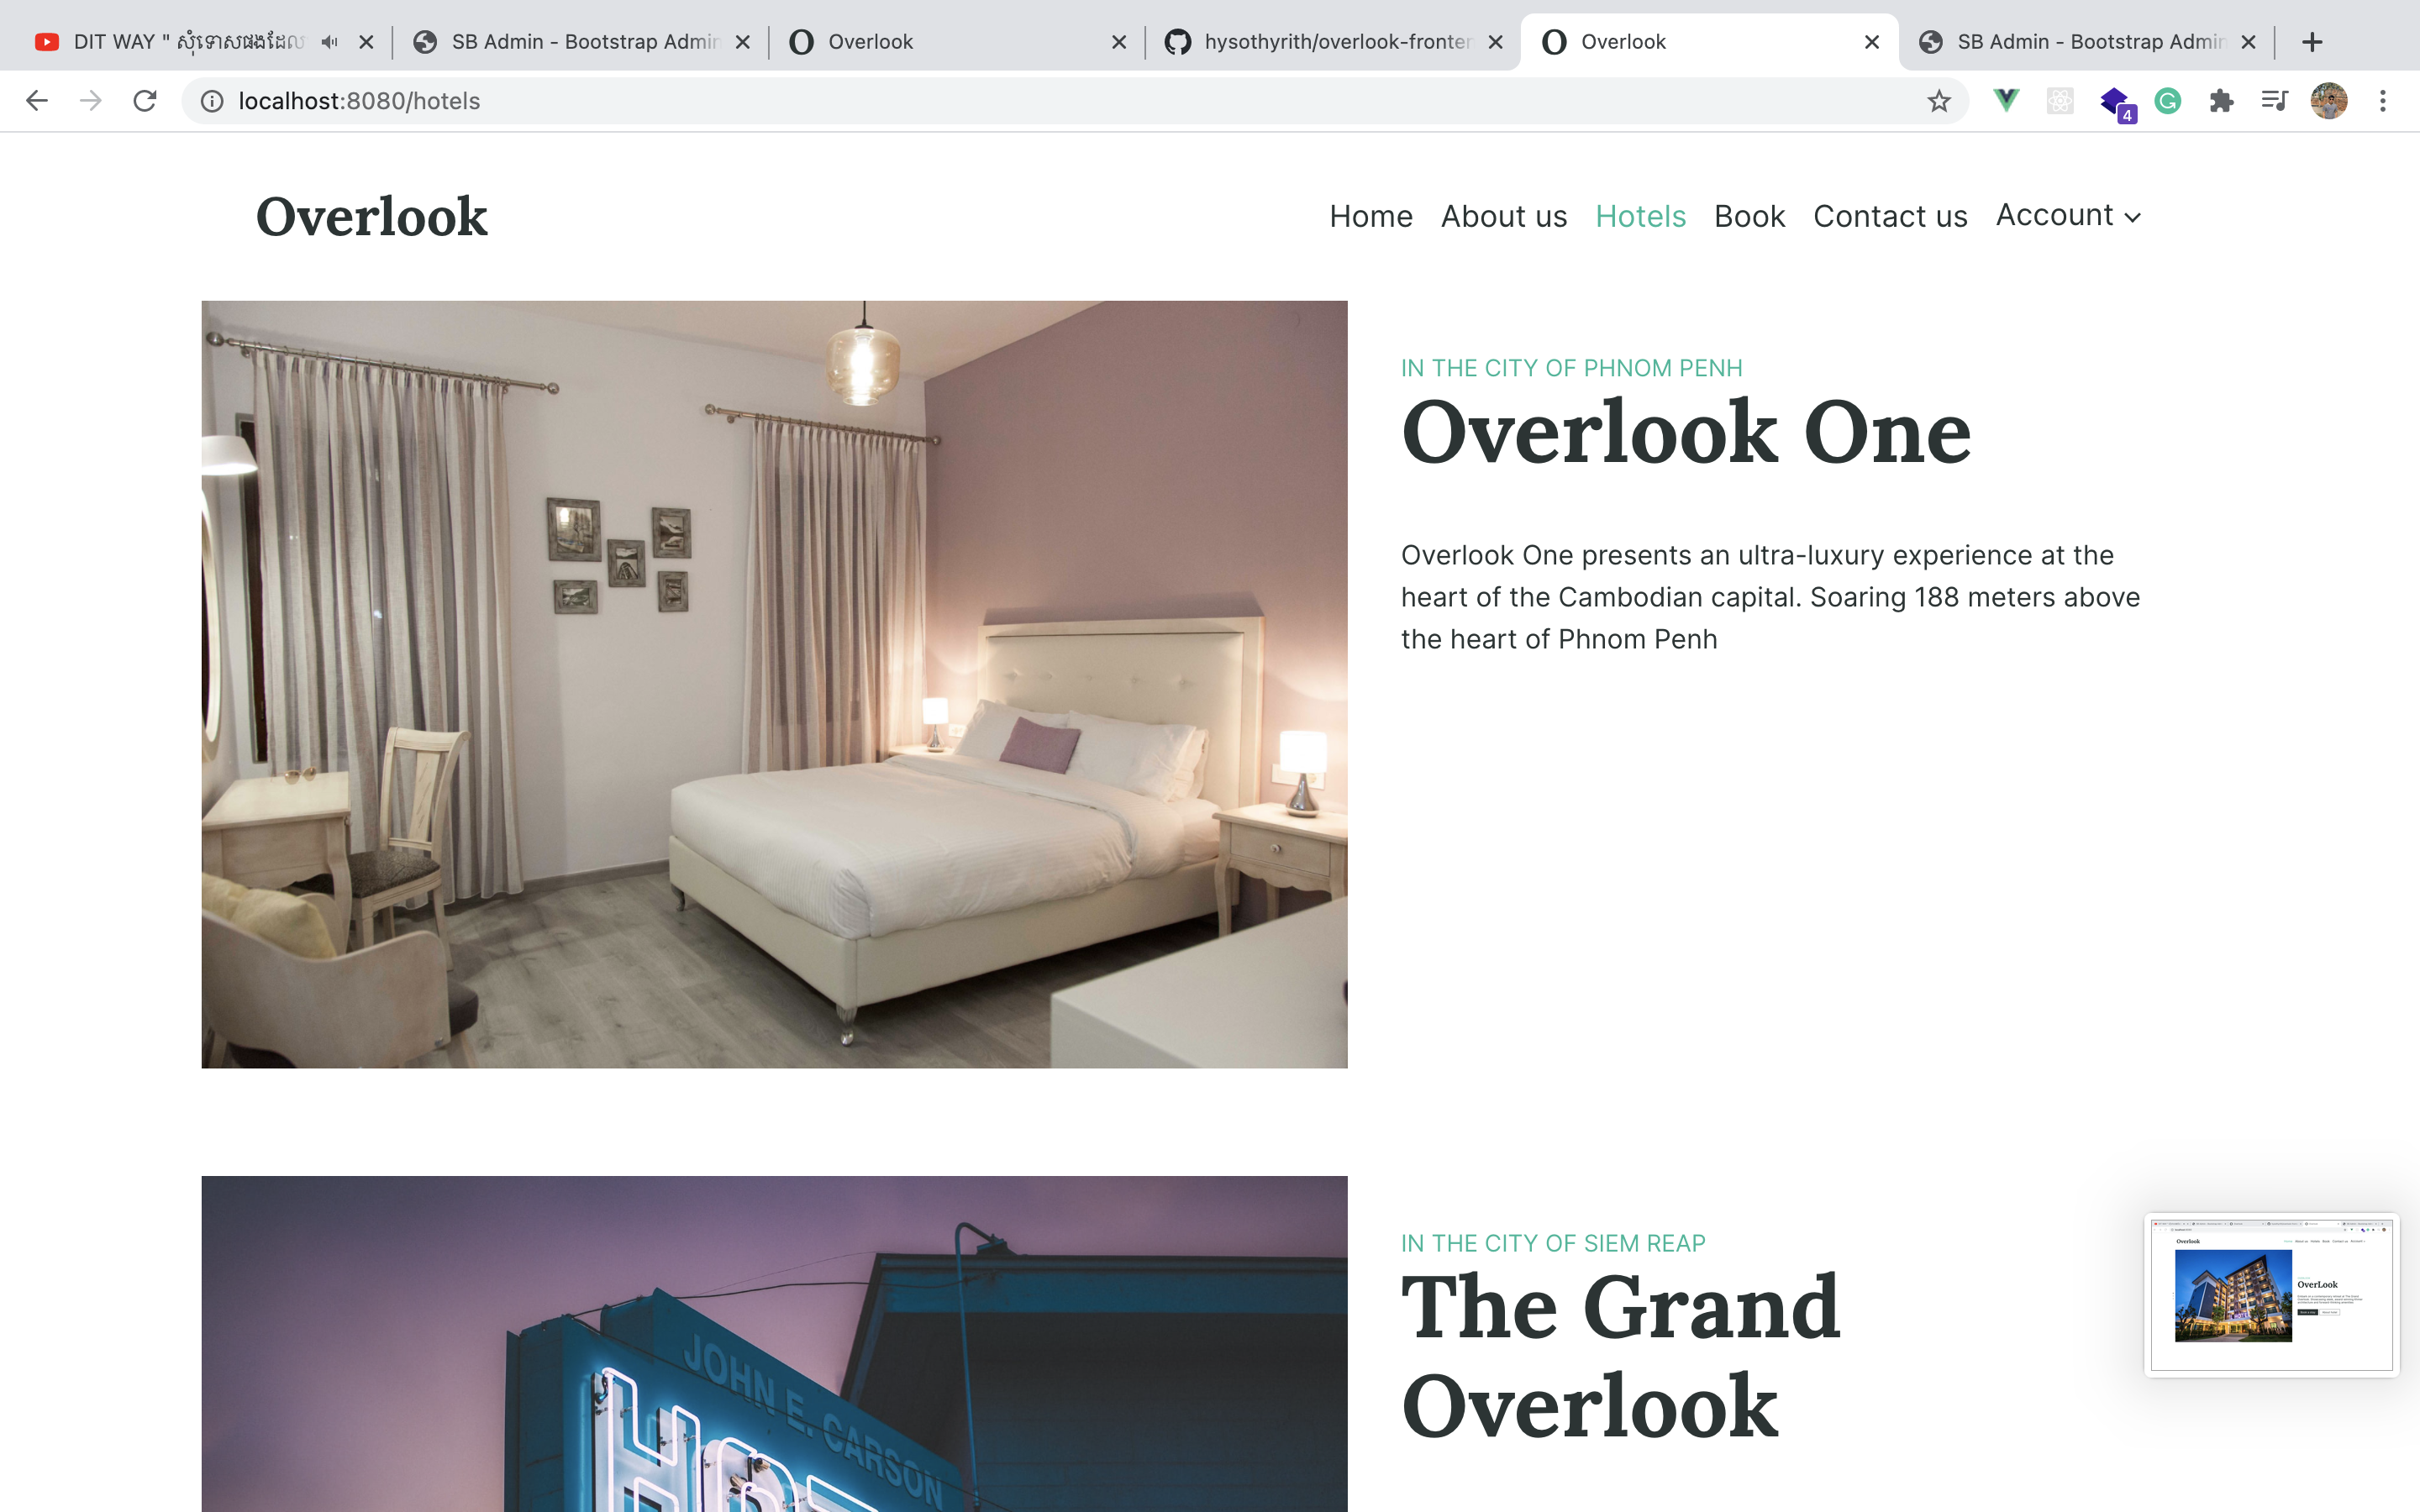 DIT WAY " សុំទោសផងដែល
SB Admin - Bootstrap Admin
Overlook
hysothyrith/overlook-fronten
Overlook
SB Admin - Bootstrap Admin
localhost:8080/hotels
4
Overlook
Home About us Hotels Book Contact us Account
IN THE CITY OF PHNOM PENH
Overlook One
Overlook One presents an ultra-luxury experience at the
heart of the Cambodian capital. Soaring 188 meters above
the heart of Phnom Penh
JOHN E. CARSON
IN THE CITY OF SIEM REAP
The Grand
Overlook
Overlook
OverLook